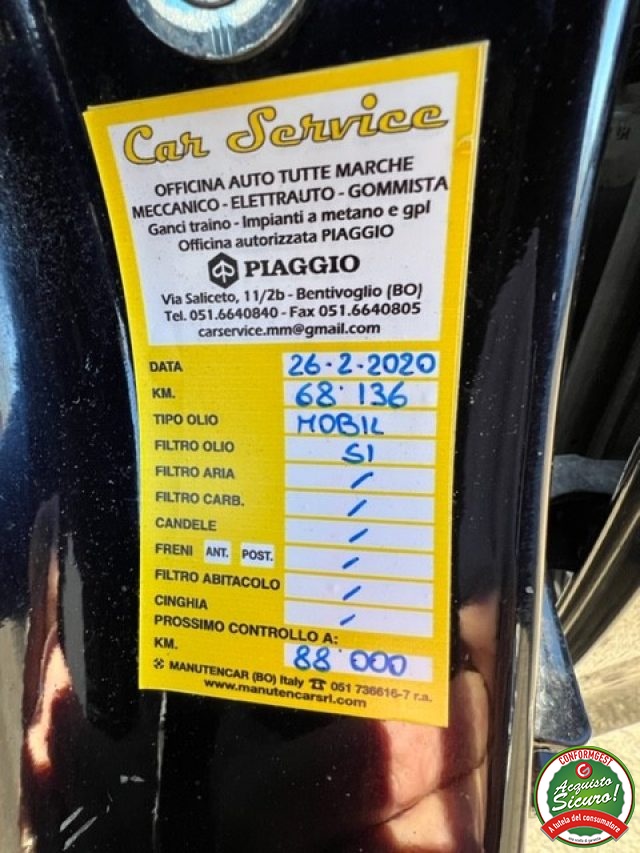 Car Service
OFFICINA AUTO TUTTE MARCHE
MECCANICO - ELETTRAUTO - GOMMISTA
Ganci traino - Impianti a metano e gpl
Officina autorizzata PIAGGIO
PIAGGIO
Via Saliceto, 11/2b - Bentivoglio (BO)
Tel. 051.6640840 - Fax 051.6640805
carservice.mm@gmail.com
DATA 26-2-2020
KM. 68·136
TIPO OLIO MOBIL
FILTRO OLIO SI
FILTRO ARIA /
FILTRO CARB. /
CANDELE /
FRENI ANT. POST. /
FILTRO ABITACOLO /
CINGHIA /
PROSSIMO CONTROLLO A:
KM. 88·000
MANUTENCAR (BO) Italy ☎ 051 736616-7 r.a.
www.manutencarsrl.com
CONFORMGEST
Acquisto
Sicuro!
A tutela del consumatore